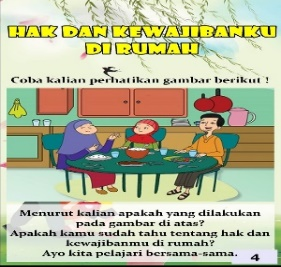 HAK DAN KEWAJIBANKU
DI RUMAH
Coba kalian perhatikan gambar berikut !
Menurut kalian apakah yang dilakukan
pada gambar di atas?
Apakah kamu sudah tahu tentang hak dan
kewajibanmu di rumah?
Ayo kita pelajari bersama-sama.
4